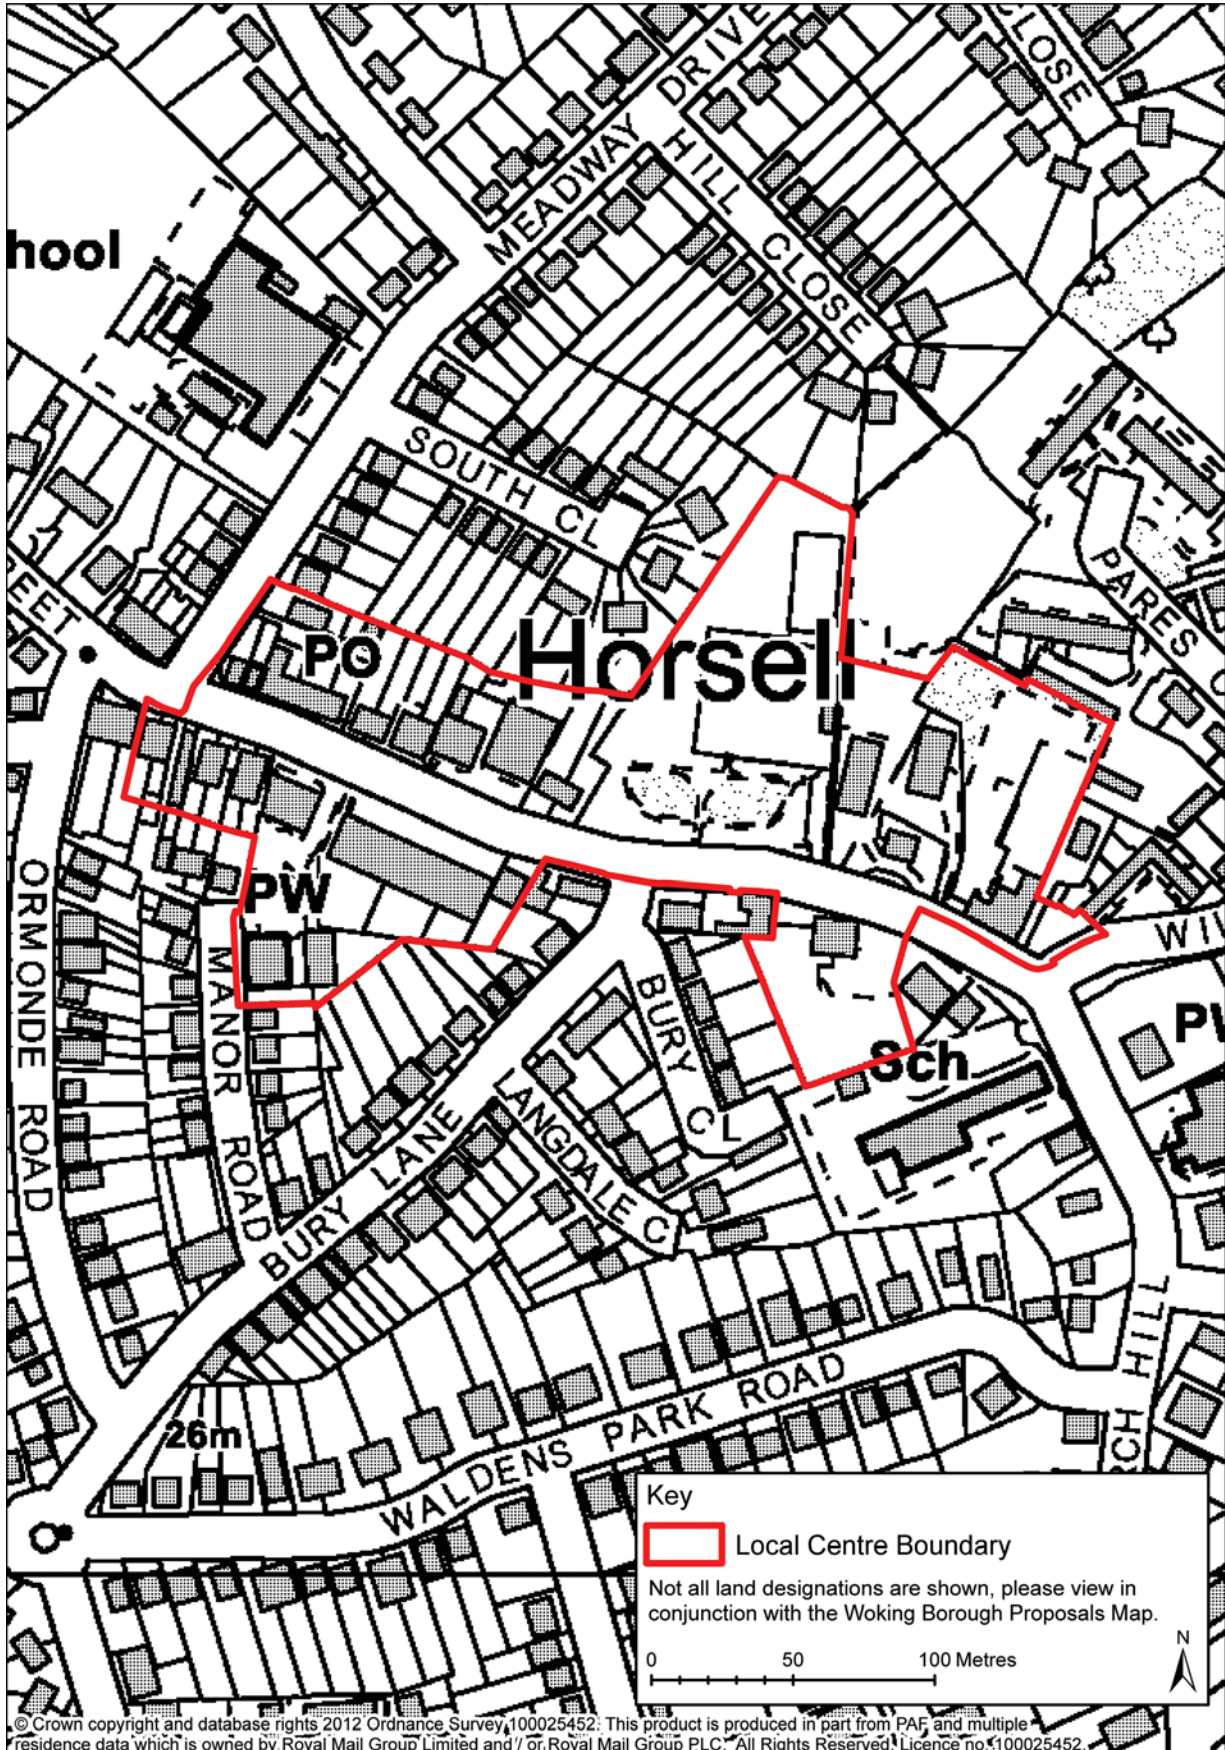 CLOSE
MEADWAY DRIVE
HILL CLOSE
hool
SOUTH CL
PARES C
REET
PO
Horsell
ORMONDE ROAD
PW
MANOR ROAD
WIL
BURY CL
PW
Sch
LANGDALE C
BURY LANE
HILL
RCH
26m
WALDENS PARK ROAD
Key
Local Centre Boundary
Not all land designations are shown, please view in
conjunction with the Woking Borough Proposals Map.
N
0 50 100 Metres
© Crown copyright and database rights 2012 Ordnance Survey 100025452. This product is produced in part from PAF and multiple
residence data which is owned by Royal Mail Group Limited and / or Royal Mail Group PLC. All Rights Reserved. Licence no. 100025452.